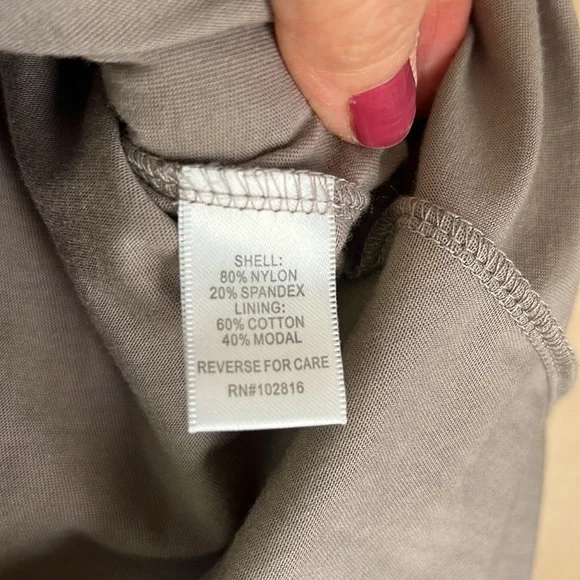 SHELL:
80% NYLON
20% SPANDEX
LINING:
60% COTTON
40% MODAL
REVERSE FOR CARE
RN#102816